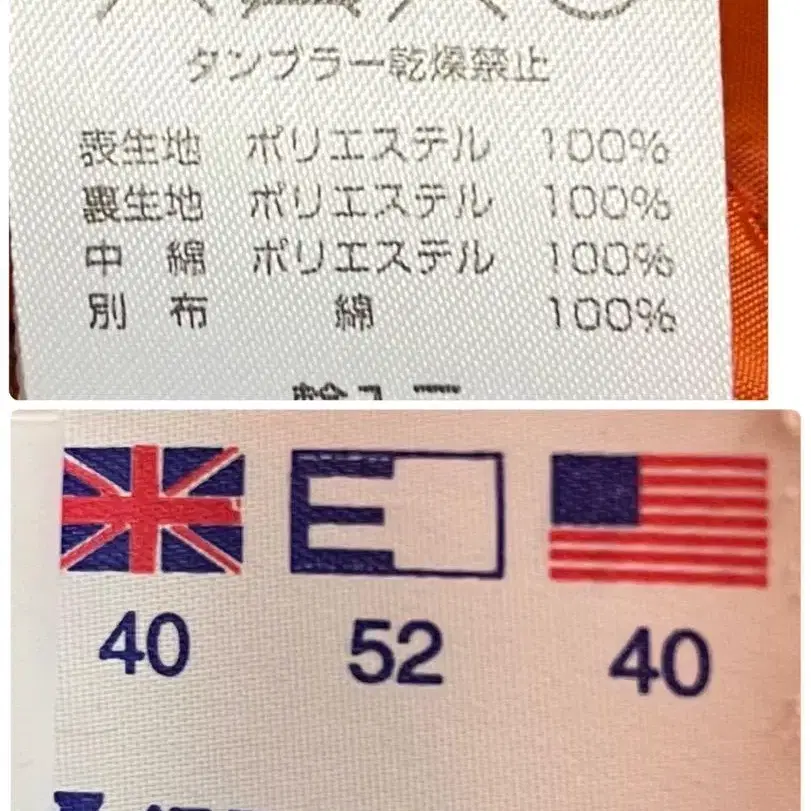 タンブラー乾燥禁止
表生地 ポリエステル 100%
裏生地 ポリエステル 100%
中 綿 ポリエステル 100%
別 布 綿 100%
40 52 40